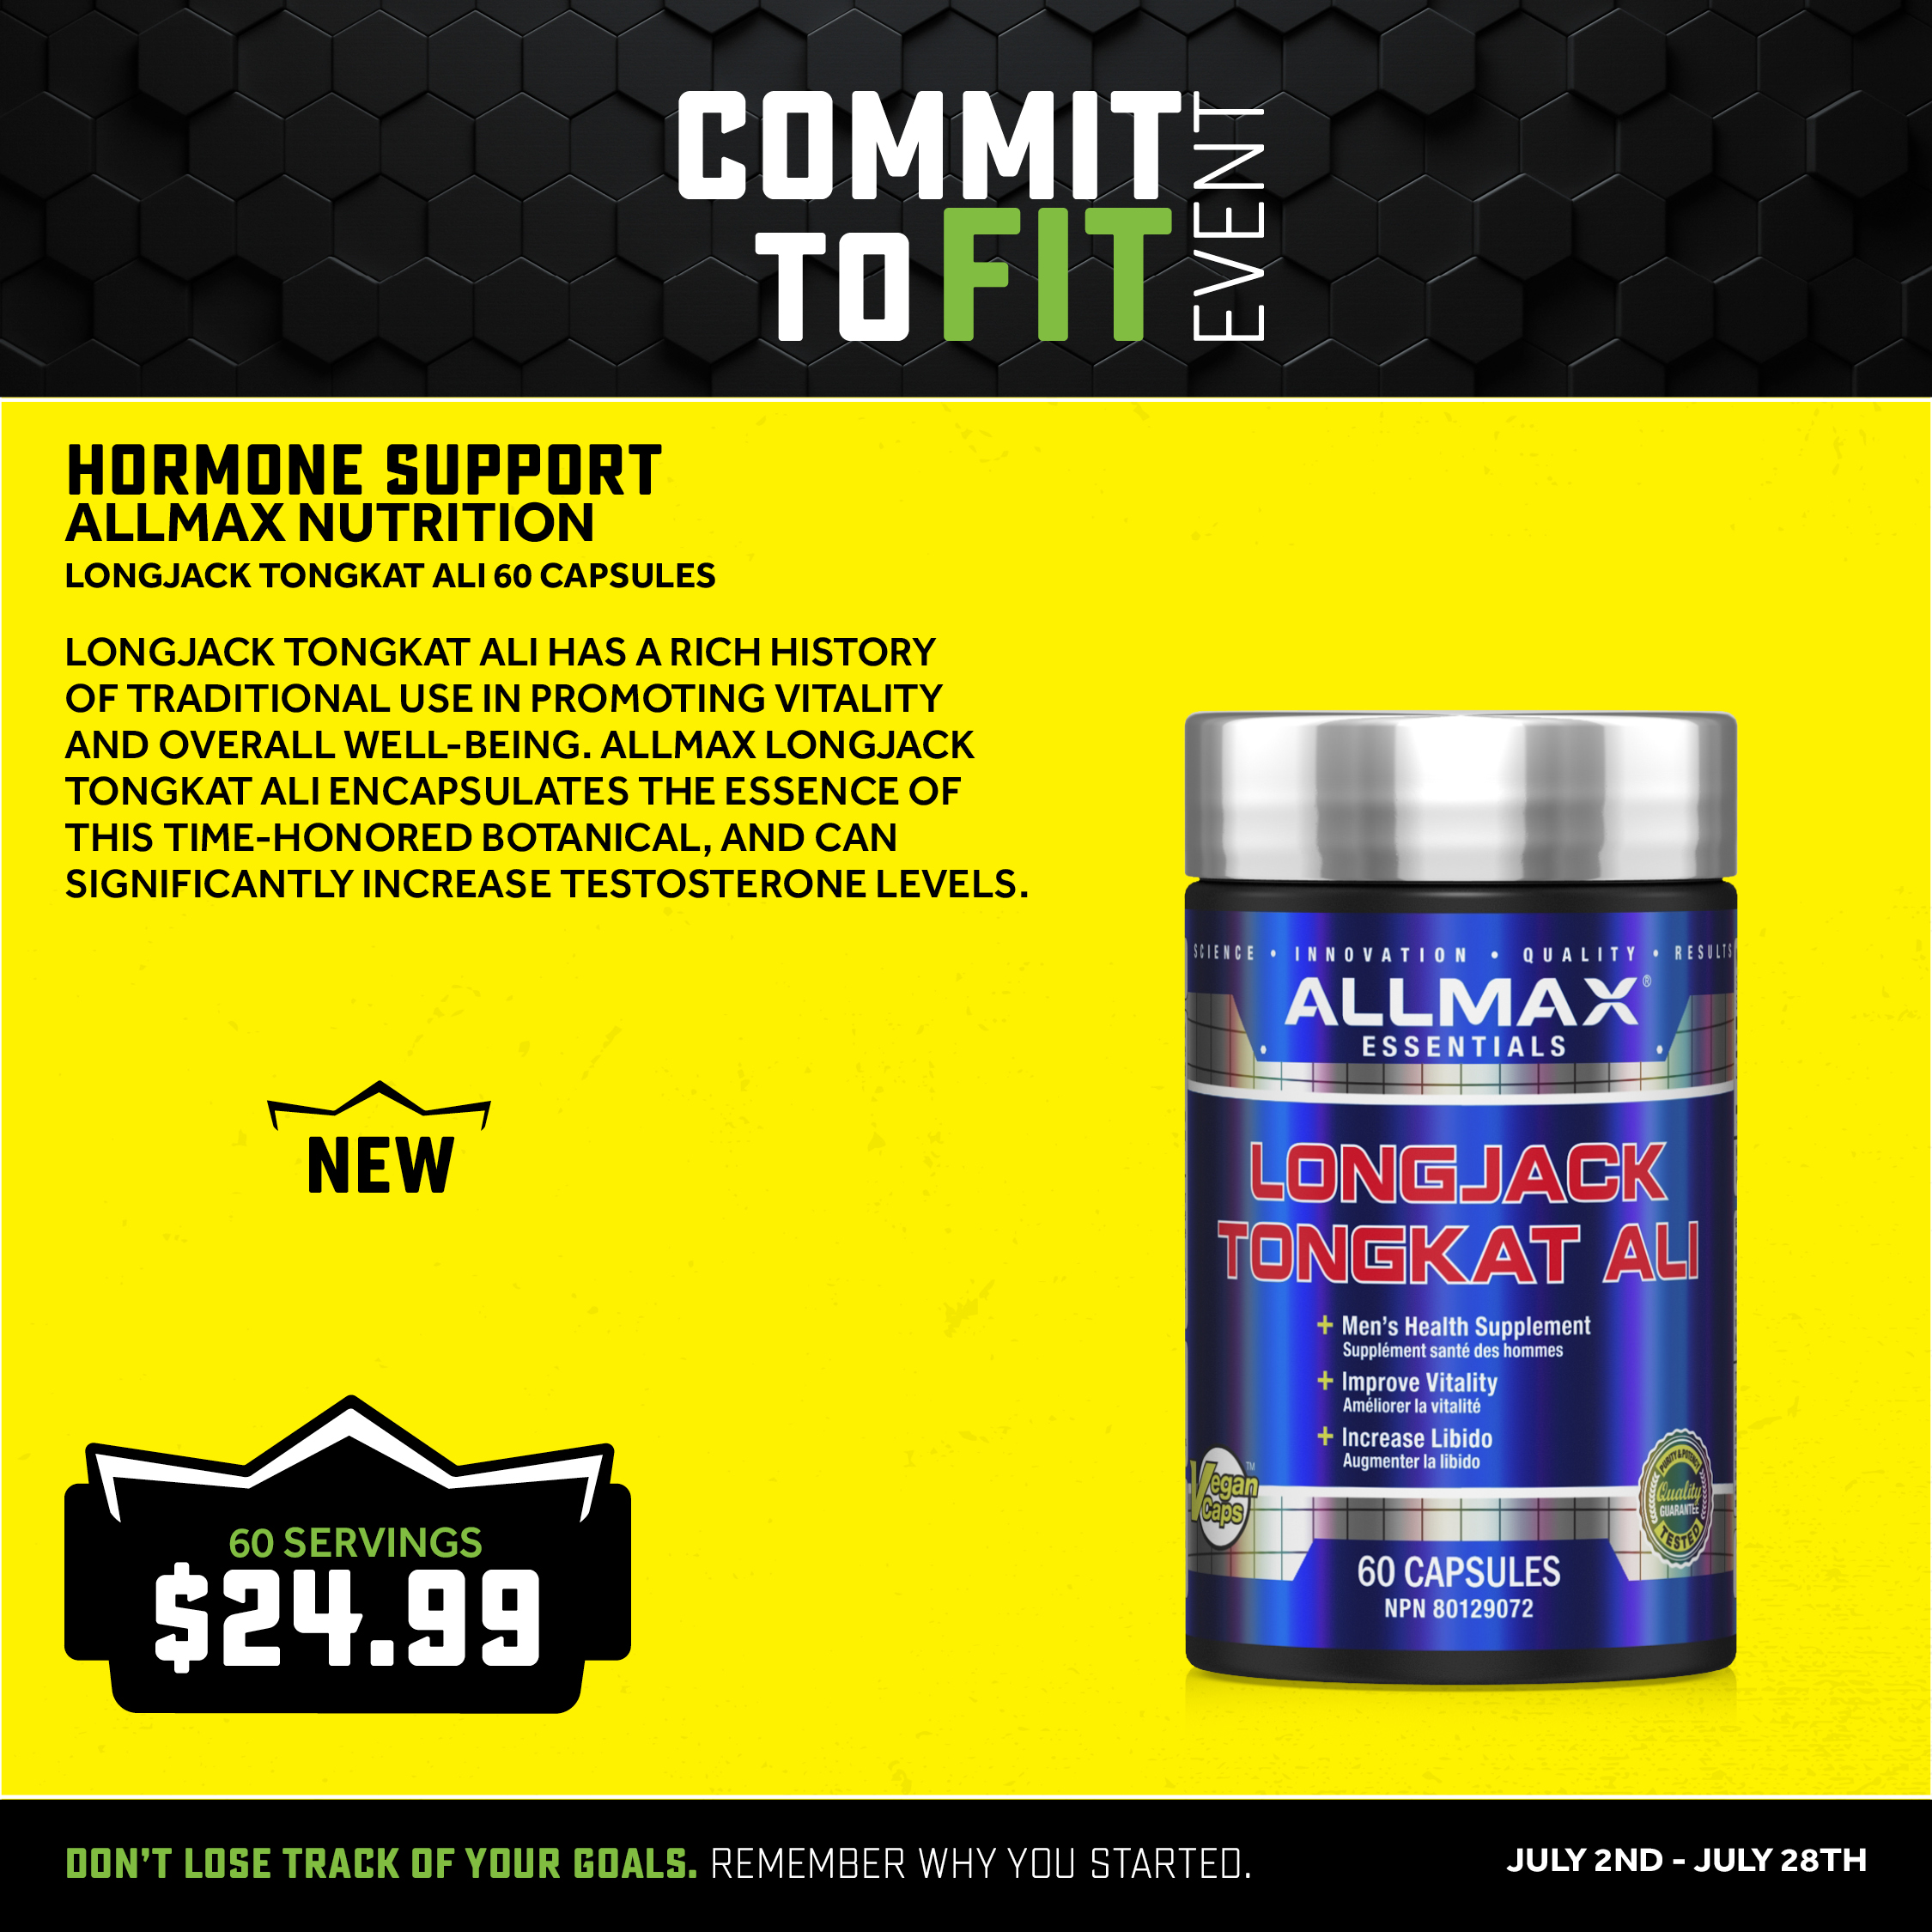 COMMIT
TO FIT
EVENT
HORMONE SUPPORT
ALLMAX NUTRITION
LONGJACK TONGKAT ALI 60 CAPSULES
LONGJACK TONGKAT ALI HAS A RICH HISTORY
OF TRADITIONAL USE IN PROMOTING VITALITY
AND OVERALL WELL-BEING. ALLMAX LONGJACK
TONGKAT ALI ENCAPSULATES THE ESSENCE OF
THIS TIME-HONORED BOTANICAL, AND CAN
SIGNIFICANTLY INCREASE TESTOSTERONE LEVELS.
NEW
60 SERVINGS
$24.99
SCIENCE • INNOVATION • QUALITY • RESULTS
ALLMAX®
ESSENTIALS
LONGJACK
TONGKAT ALI
+ Men's Health Supplement
Supplément santé des hommes
+ Improve Vitality
Améliorer la vitalité
+ Increase Libido
Augmenter la libido
Vegan
Caps™
PURITY & POTENCY
Quality
GUARANTEE
TESTED
60 CAPSULES
NPN 80129072
DON'T LOSE TRACK OF YOUR GOALS. REMEMBER WHY YOU STARTED.
JULY 2ND - JULY 28TH